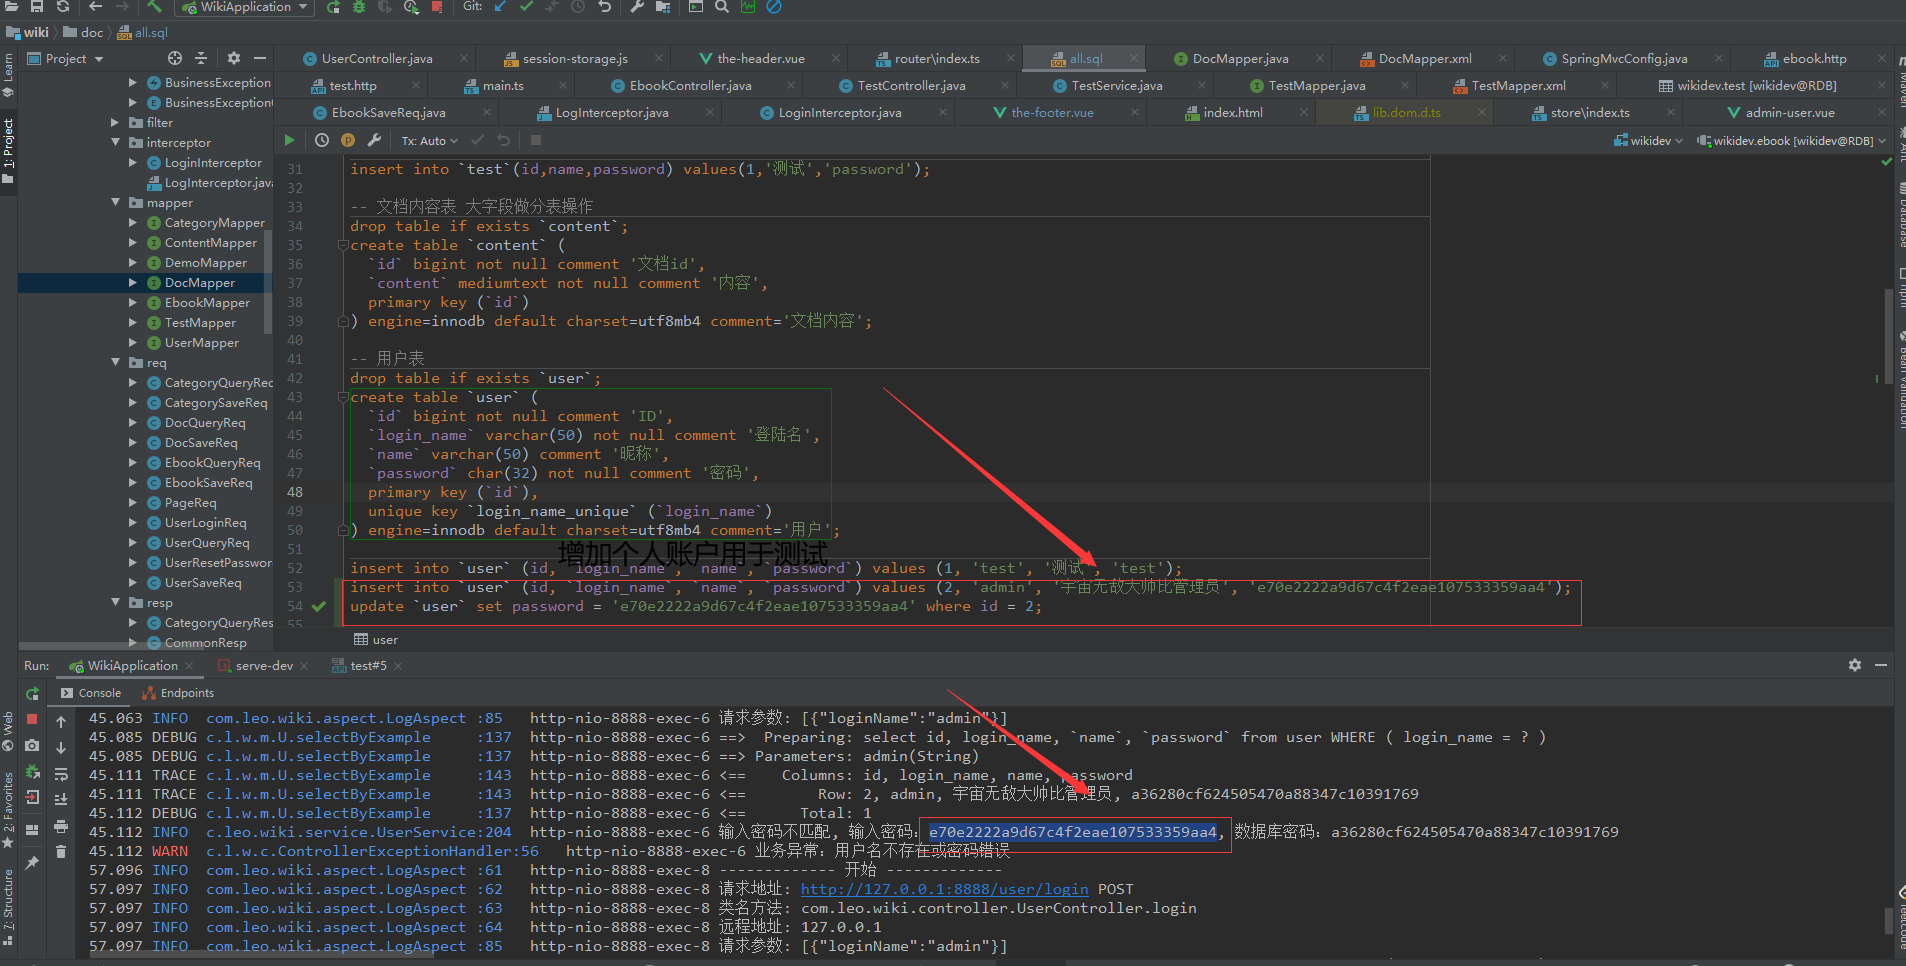 WikiApplication
Git:
wiki doc all.sql
Project
UserController.java session-storage.js the-header.vue router\index.ts all.sql DocMapper.java DocMapper.xml SpringMvcConfig.java ebook.http
test.http main.ts EbookController.java TestController.java TestService.java TestMapper.java TestMapper.xml wikidev.test [wikidev@RDB]
EbookSaveReq.java LogInterceptor.java LoginInterceptor.java the-footer.vue index.html lib.dom.d.ts store\index.ts admin-user.vue
Tx: Auto wikidev wikidev.ebook [wikidev@RDB]
Learn
1: Project
BusinessException
BusinessException
filter
interceptor
LoginInterceptor
LogInterceptor.java
mapper
CategoryMapper
ContentMapper
DemoMapper
DocMapper
EbookMapper
TestMapper
UserMapper
req
CategoryQueryReq
CategorySaveReq
DocQueryReq
DocSaveReq
EbookQueryReq
EbookSaveReq
PageReq
UserLoginReq
UserQueryReq
UserResetPasswor
UserSaveReq
resp
CategoryQueryRes
CommonResp
31 insert into `test`(id,name,password) values(1,'测试','password');
32
33 -- 文档内容表 大字段做分表操作
34 drop table if exists `content`;
35 create table `content` (
36 `id` bigint not null comment '文档id',
37 `content` mediumtext not null comment '内容',
38 primary key (`id`)
39 ) engine=innodb default charset=utf8mb4 comment='文档内容';
40
41 -- 用户表
42 drop table if exists `user`;
43 create table `user` (
44 `id` bigint not null comment 'ID',
45 `login_name` varchar(50) not null comment '登陆名',
46 `name` varchar(50) comment '昵称',
47 `password` char(32) not null comment '密码',
48 primary key (`id`),
49 unique key `login_name_unique` (`login_name`)
50 ) engine=innodb default charset=utf8mb4 comment='用户';
51
增加个人账户用于测试
52 insert into `user` (id, `login_name`, `name`, `password`) values (1, 'test', '测试', 'test');
53 insert into `user` (id, `login_name`, `name`, `password`) values (2, 'admin', '宇宙无敌大帅比管理员', 'e70e2222a9d67c4f2eae107533359aa4');
54 update `user` set password = 'e70e2222a9d67c4f2eae107533359aa4' where id = 2;
55
user
Run: WikiApplication serve-dev test#5
Console Endpoints
45.063 INFO com.leo.wiki.aspect.LogAspect :85 http-nio-8888-exec-6 请求参数: [{"loginName":"admin"}]
45.085 DEBUG c.l.w.m.U.selectByExample :137 http-nio-8888-exec-6 ==> Preparing: select id, login_name, `name`, `password` from user WHERE ( login_name = ? )
45.085 DEBUG c.l.w.m.U.selectByExample :137 http-nio-8888-exec-6 ==> Parameters: admin(String)
45.111 TRACE c.l.w.m.U.selectByExample :143 http-nio-8888-exec-6 <== Columns: id, login_name, name, password
45.111 TRACE c.l.w.m.U.selectByExample :143 http-nio-8888-exec-6 <== Row: 2, admin, 宇宙无敌大帅比管理员, a36280cf624505470a88347c10391769
45.112 DEBUG c.l.w.m.U.selectByExample :137 http-nio-8888-exec-6 <== Total: 1
45.112 INFO c.leo.wiki.service.UserService:204 http-nio-8888-exec-6 输入密码不匹配, 输入密码: e70e2222a9d67c4f2eae107533359aa4, 数据库密码: a36280cf624505470a88347c10391769
45.112 WARN c.l.w.c.ControllerExceptionHandler:56 http-nio-8888-exec-6 业务异常: 用户名不存在或密码错误
57.096 INFO com.leo.wiki.aspect.LogAspect :61 http-nio-8888-exec-8 ------------- 开始 -------------
57.097 INFO com.leo.wiki.aspect.LogAspect :62 http-nio-8888-exec-8 请求地址: http://127.0.0.1:8888/user/login POST
57.097 INFO com.leo.wiki.aspect.LogAspect :63 http-nio-8888-exec-8 类名方法: com.leo.wiki.controller.UserController.login
57.097 INFO com.leo.wiki.aspect.LogAspect :64 http-nio-8888-exec-8 远程地址: 127.0.0.1
57.097 INFO com.leo.wiki.aspect.LogAspect :85 http-nio-8888-exec-8 请求参数: [{"loginName":"admin"}]
Web
2: Favorites
7: Structure
Database
Bean Validation